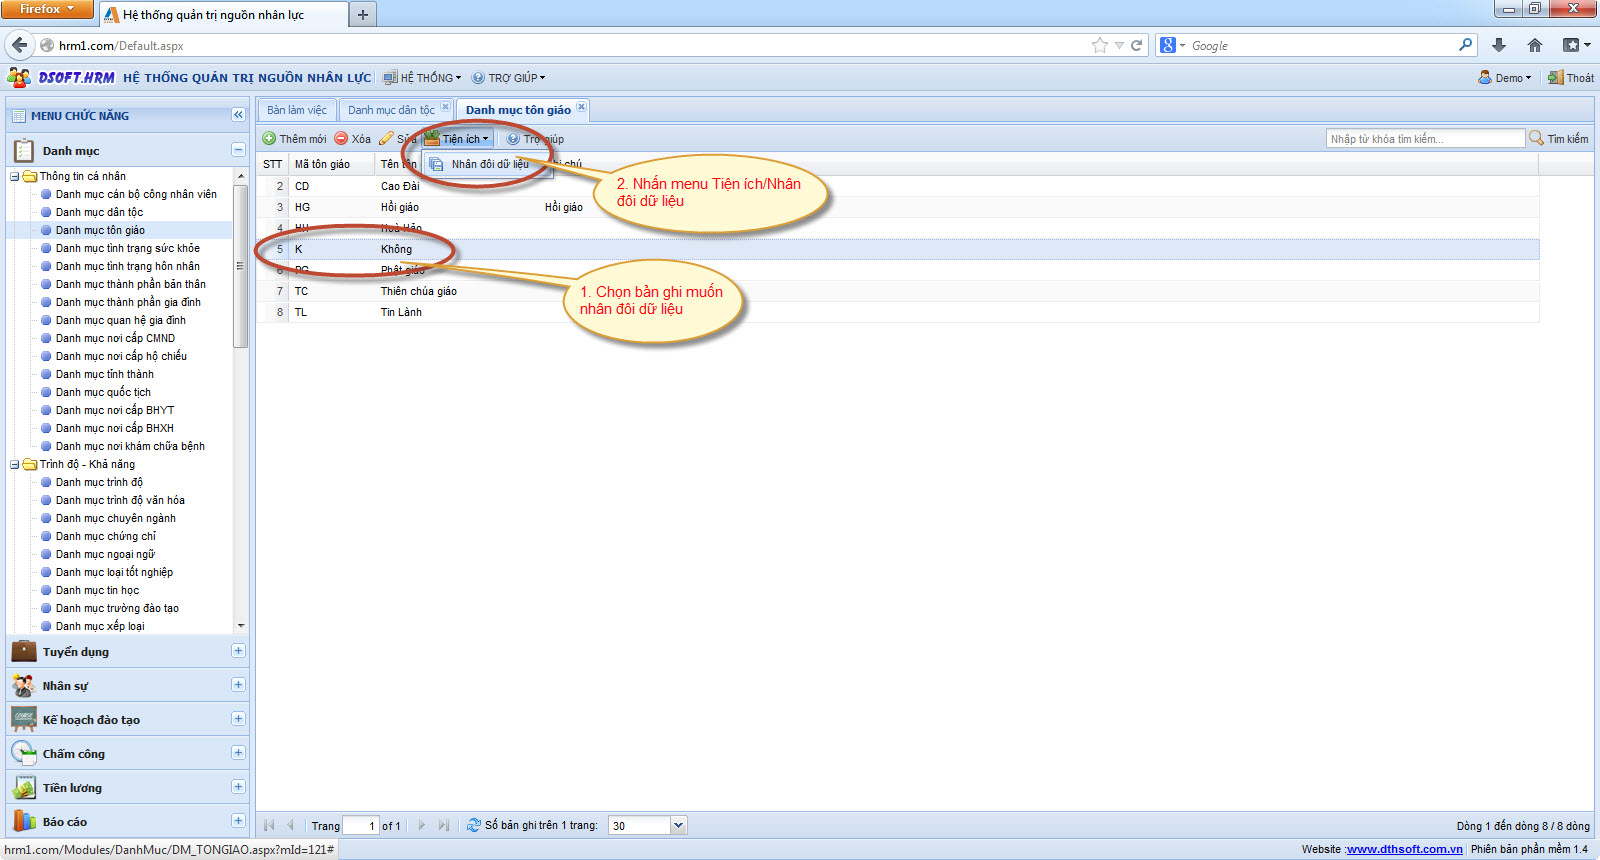 Firefox
Hệ thống quản trị nguồn nhân lực
hrm1.com/Default.aspx
Google
DSOFT.HRM HỆ THỐNG QUẢN TRỊ NGUỒN NHÂN LỰC
HỆ THỐNG
TRỢ GIÚP
Demo
Thoát
MENU CHỨC NĂNG
Bàn làm việc
Danh mục dân tộc
Danh mục tôn giáo
Danh mục
Thêm mới
Xóa
Sửa
Tiện ích
Trợ giúp
Nhập từ khóa tìm kiếm...
Tìm kiếm
Nhân đôi dữ liệu
STT
Mã tôn giáo
Tên tôn
chú
2 CD Cao Đài
3 HG Hồi giáo Hồi giáo
4 HH Hoà Hảo
5 K Không
6 PG Phật giáo
7 TC Thiên chúa giáo
8 TL Tin Lành
2. Nhấn menu Tiện ích/Nhân
đôi dữ liệu
1. Chọn bản ghi muốn
nhân đôi dữ liệu
Thông tin cá nhân
Danh mục cán bộ công nhân viên
Danh mục dân tộc
Danh mục tôn giáo
Danh mục tình trạng sức khỏe
Danh mục tình trạng hôn nhân
Danh mục thành phần bản thân
Danh mục thành phần gia đình
Danh mục quan hệ gia đình
Danh mục nơi cấp CMND
Danh mục nơi cấp hộ chiếu
Danh mục tỉnh thành
Danh mục quốc tịch
Danh mục nơi cấp BHYT
Danh mục nơi cấp BHXH
Danh mục nơi khám chữa bệnh
Trình độ - Khả năng
Danh mục trình độ
Danh mục trình độ văn hóa
Danh mục chuyên ngành
Danh mục chứng chỉ
Danh mục ngoại ngữ
Danh mục loại tốt nghiệp
Danh mục tin học
Danh mục trường đào tạo
Danh mục xếp loại
Tuyển dụng
Nhân sự
Kế hoạch đào tạo
Chấm công
Tiền lương
Báo cáo
Trang 1 of 1
Số bản ghi trên 1 trang: 30
Dòng 1 đến dòng 8 / 8 dòng
hrm1.com/Modules/DanhMuc/DM_TONGIAO.aspx?mId=121#
Website :www.dthsoft.com.vn
Phiên bản phần mềm 1.4